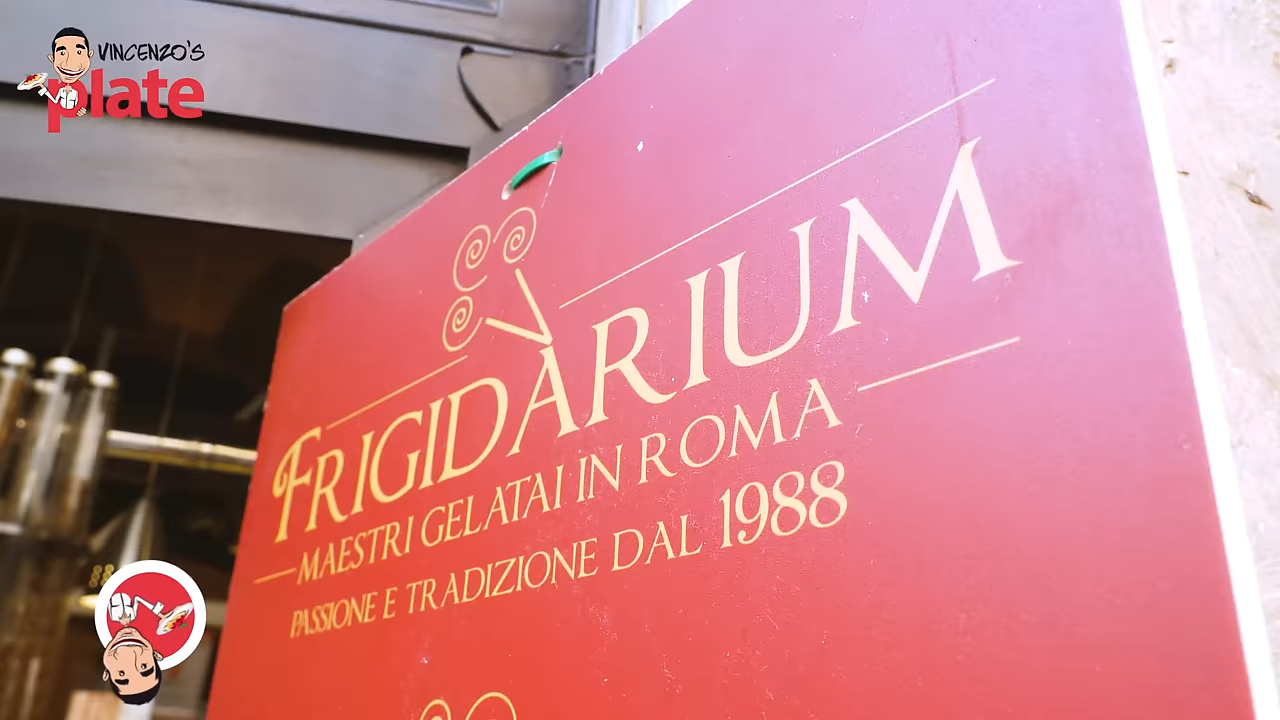 VINCENZO'S
plate
FRIGIDARIUM
MAESTRI GELATAI IN ROMA
PASSIONE E TRADIZIONE DAL 1988